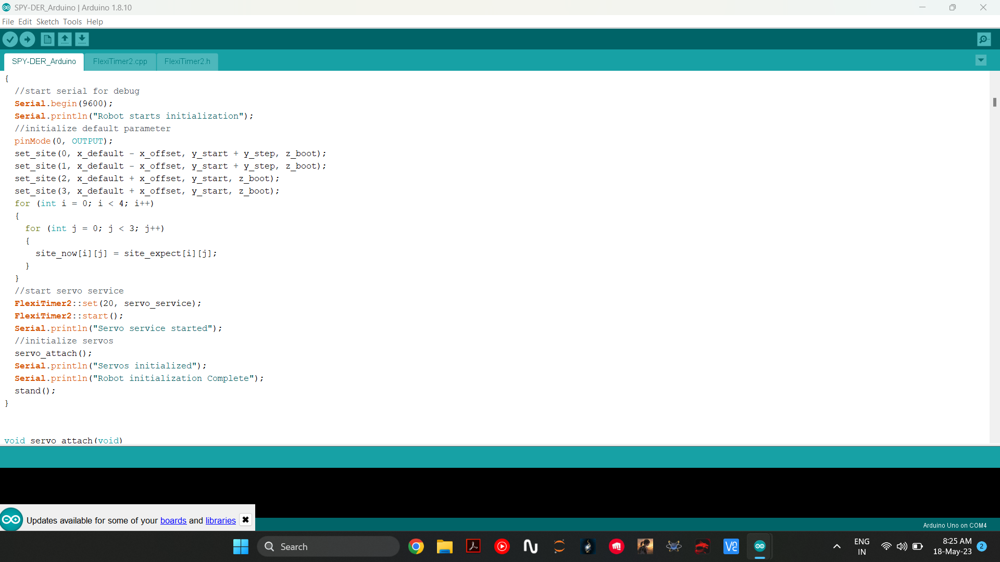 SPY-DER_Arduino | Arduino 1.8.10
File Edit Sketch Tools Help
SPY-DER_Arduino FlexiTimer2.cpp FlexiTimer2.h
{
  //start serial for debug
  Serial.begin(9600);
  Serial.println("Robot starts initialization");
  //initialize default parameter
  pinMode(0, OUTPUT);
  set_site(0, x_default - x_offset, y_start + y_step, z_boot);
  set_site(1, x_default - x_offset, y_start + y_step, z_boot);
  set_site(2, x_default + x_offset, y_start, z_boot);
  set_site(3, x_default + x_offset, y_start, z_boot);
  for (int i = 0; i < 4; i++)
  {
    for (int j = 0; j < 3; j++)
    {
      site_now[i][j] = site_expect[i][j];
    }
  }
  //start servo service
  FlexiTimer2::set(20, servo_service);
  FlexiTimer2::start();
  Serial.println("Servo service started");
  //initialize servos
  servo_attach();
  Serial.println("Servos initialized");
  Serial.println("Robot initialization Complete");
  stand();
}
void servo_attach(void)
Updates available for some of your boards and libraries
Arduino Uno on COM4
Search
ENG
IN
8:25 AM
18-May-23
2